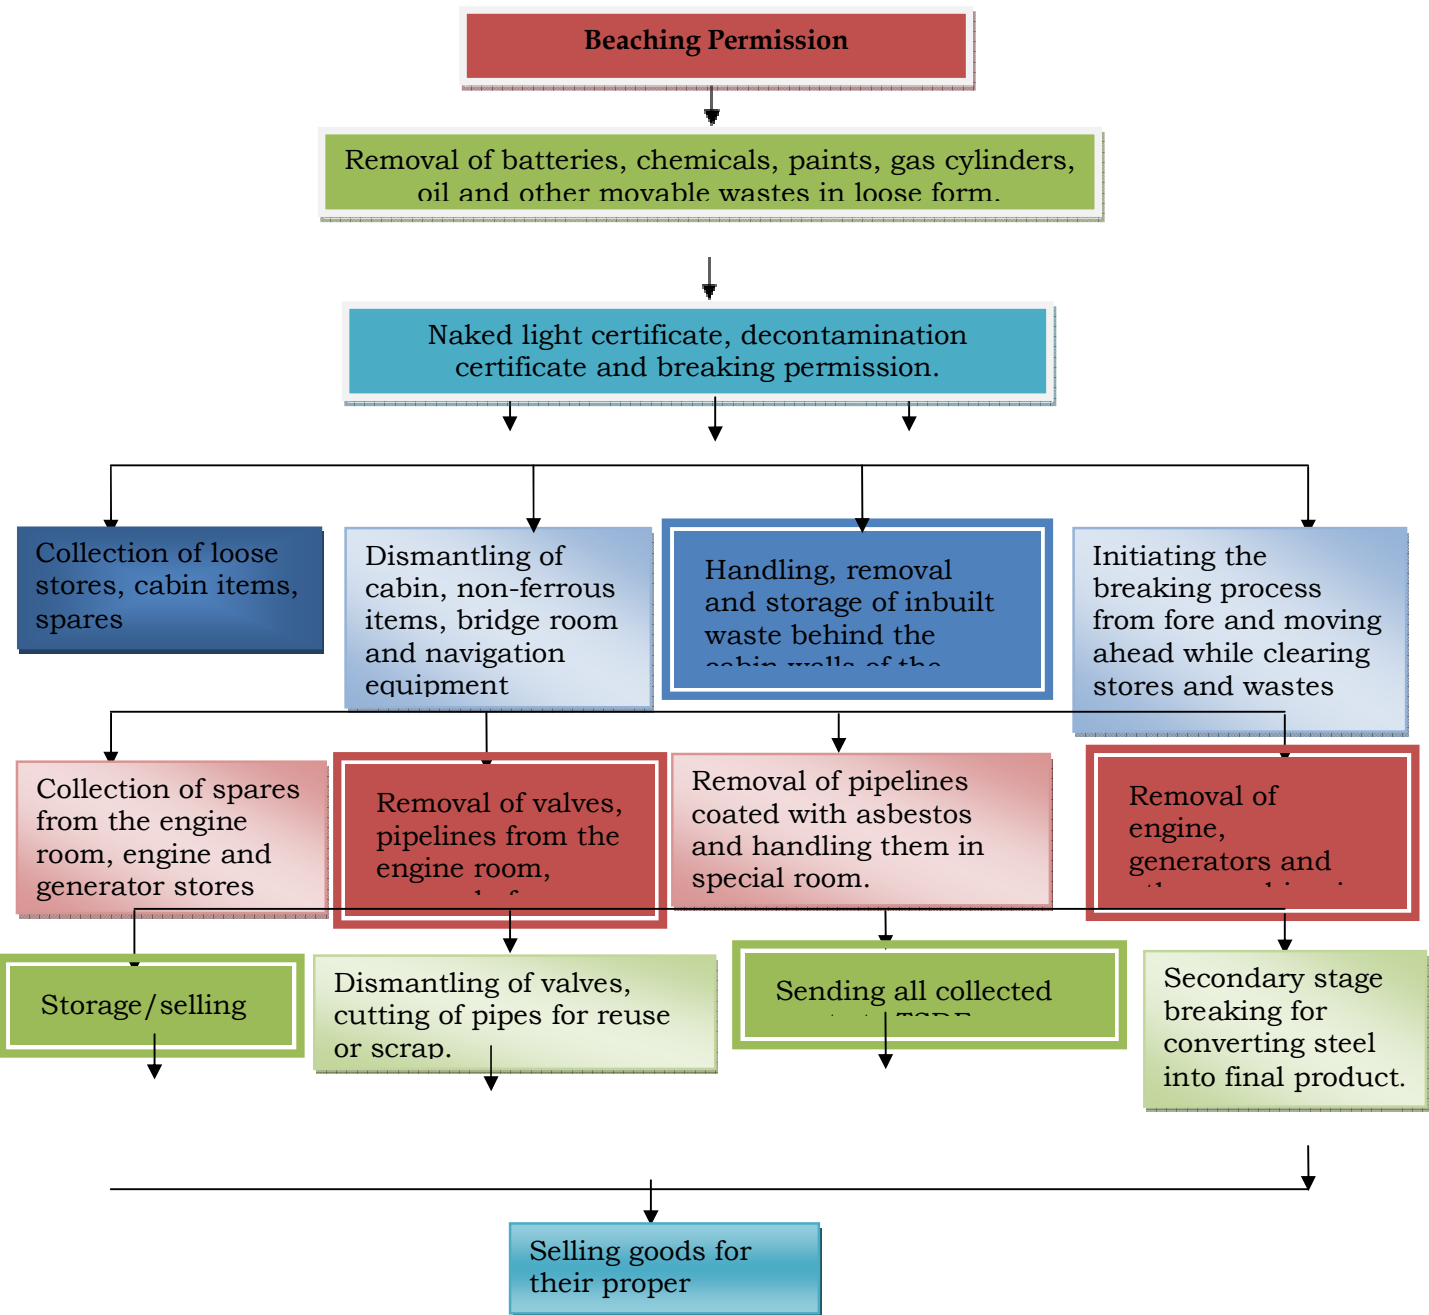 Beaching Permission
Removal of batteries, chemicals, paints, gas cylinders,
oil and other movable wastes in loose form.
Naked light certificate, decontamination
certificate and breaking permission.
Collection of loose
stores, cabin items,
spares
Dismantling of
cabin, non-ferrous
items, bridge room
and navigation
equipment
Handling, removal
and storage of inbuilt
waste behind the
cabin walls of the
Initiating the
breaking process
from fore and moving
ahead while clearing
stores and wastes
Collection of spares
from the engine
room, engine and
generator stores
Removal of valves,
pipelines from the
engine room,
Removal of pipelines
coated with asbestos
and handling them in
special room.
Removal of
engine,
generators and
Storage/selling
Dismantling of valves,
cutting of pipes for reuse
or scrap.
Sending all collected
Secondary stage
breaking for
converting steel
into final product.
Selling goods for
their proper